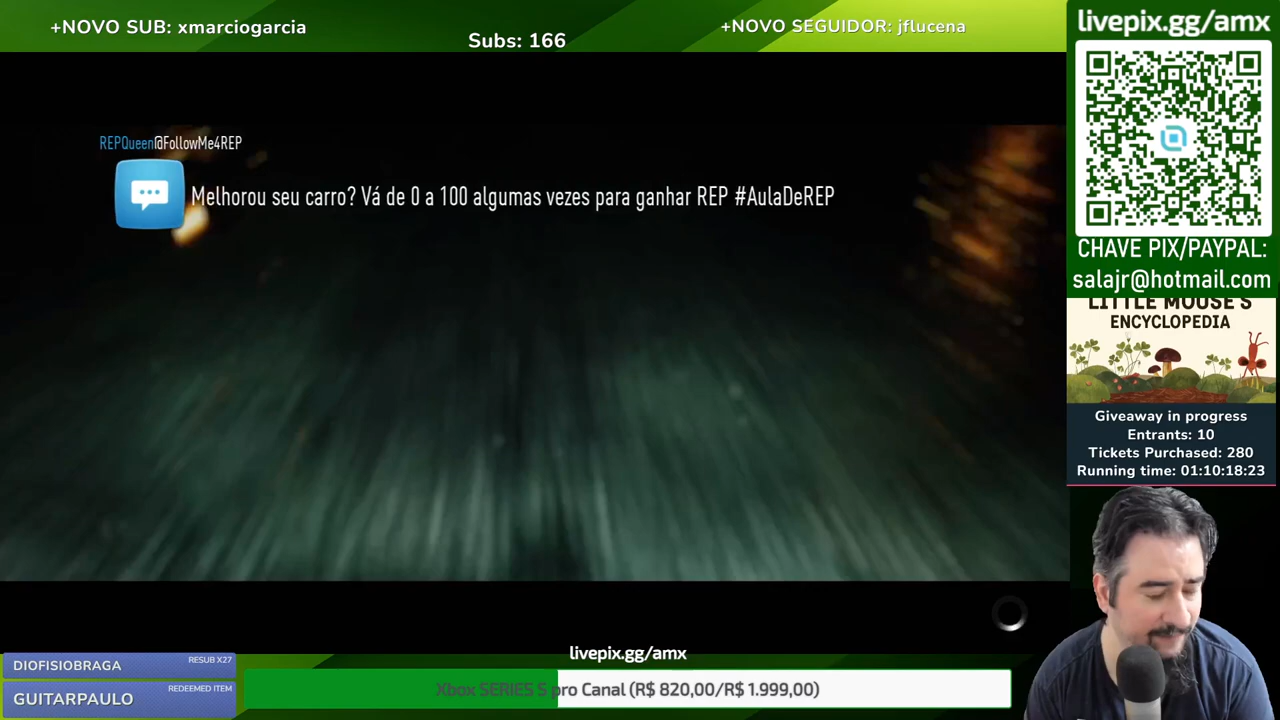 +NOVO SUB: xmarciogarcia
Subs: 166
+NOVO SEGUIDOR: jflucena
livepix.gg/amx
REPQueen@FollowMe4REP
Melhorou seu carro? Vá de 0 a 100 algumas vezes para ganhar REP #AulaDeREP
CHAVE PIX/PAYPAL:
salajr@hotmail.com
LITTLE MOUSE'S
ENCYCLOPEDIA
Giveaway in progress
Entrants: 10
Tickets Purchased: 280
Running time: 01:10:18:23
livepix.gg/amx
DIOFISIOBRAGA
RESUB X27
GUITARPAULO
REDEEMED ITEM
Xbox SERIES S pro Canal (R$ 820,00/R$ 1.999,00)